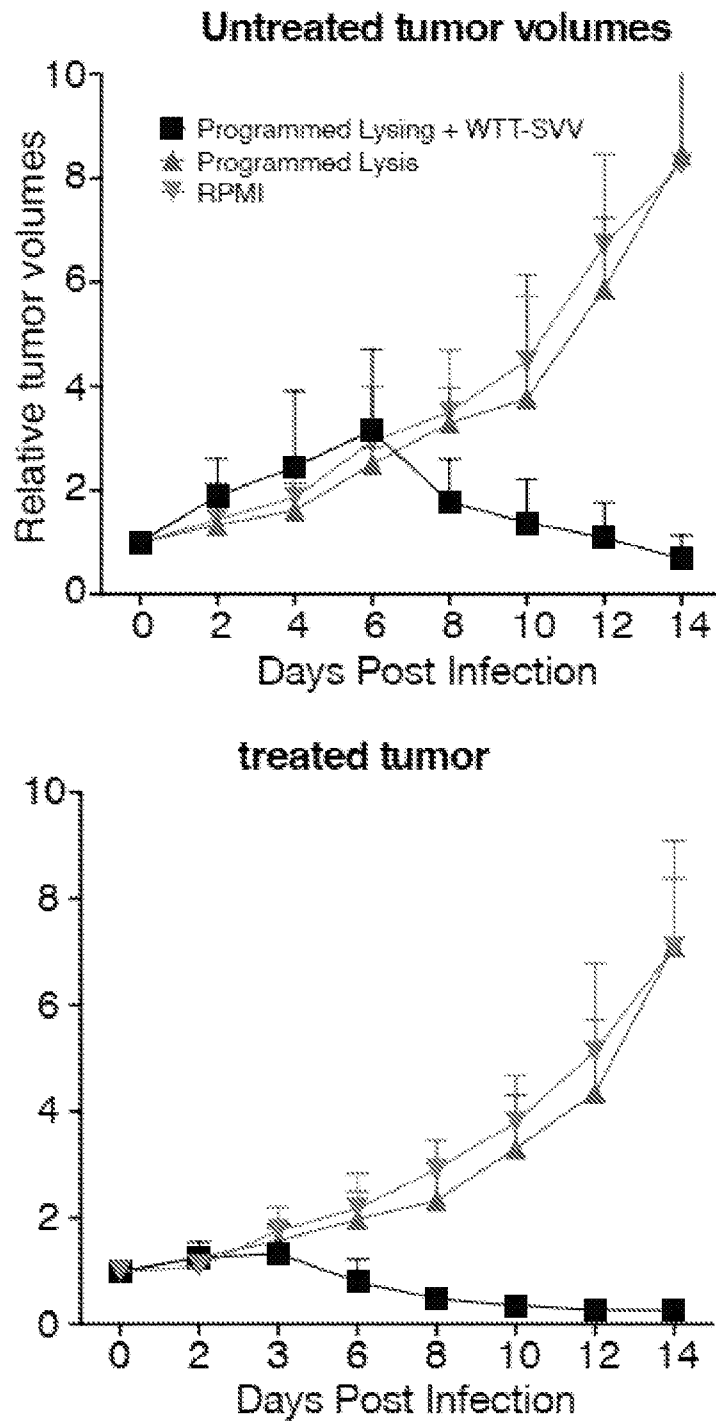 Untreated tumor volumes
10
8
6
4
2
0
Relative tumor volumes
Programmed Lysing + WTT-SVV
Programmed Lysis
RPMI
0 2 4 6 8 10 12 14
Days Post Infection
treated tumor
10
8
6
4
2
0
0 2 3 6 8 10 12 14
Days Post Infection